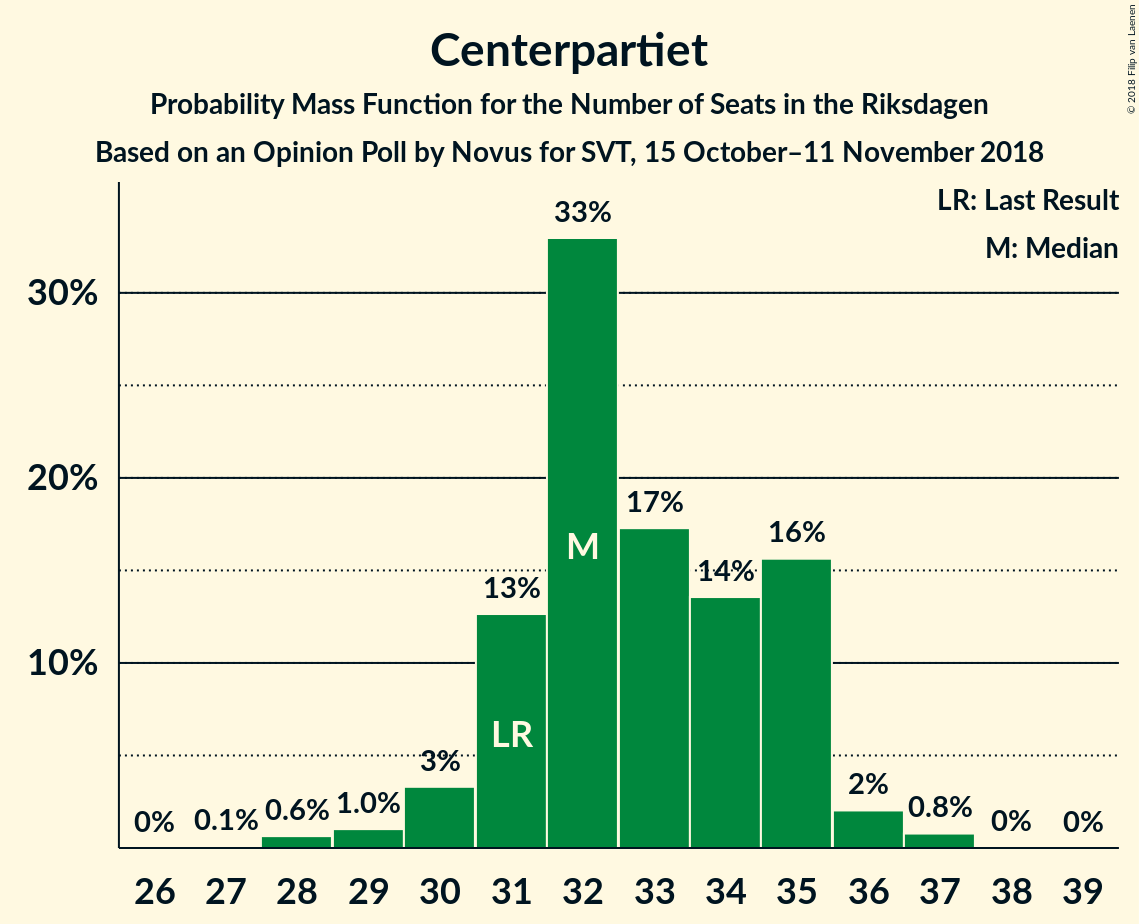 Centerpartiet
Probability Mass Function for the Number of Seats in the Riksdagen
Based on an Opinion Poll by Novus for SVT, 15 October–11 November 2018
© 2018 Filip van Laenen
LR: Last Result
M: Median
30%
20%
10%
0%
0.1%
0.6%
1.0%
3%
13%
33%
17%
14%
16%
2%
0.8%
0%
0%
LR
M
26 27 28 29 30 31 32 33 34 35 36 37 38 39